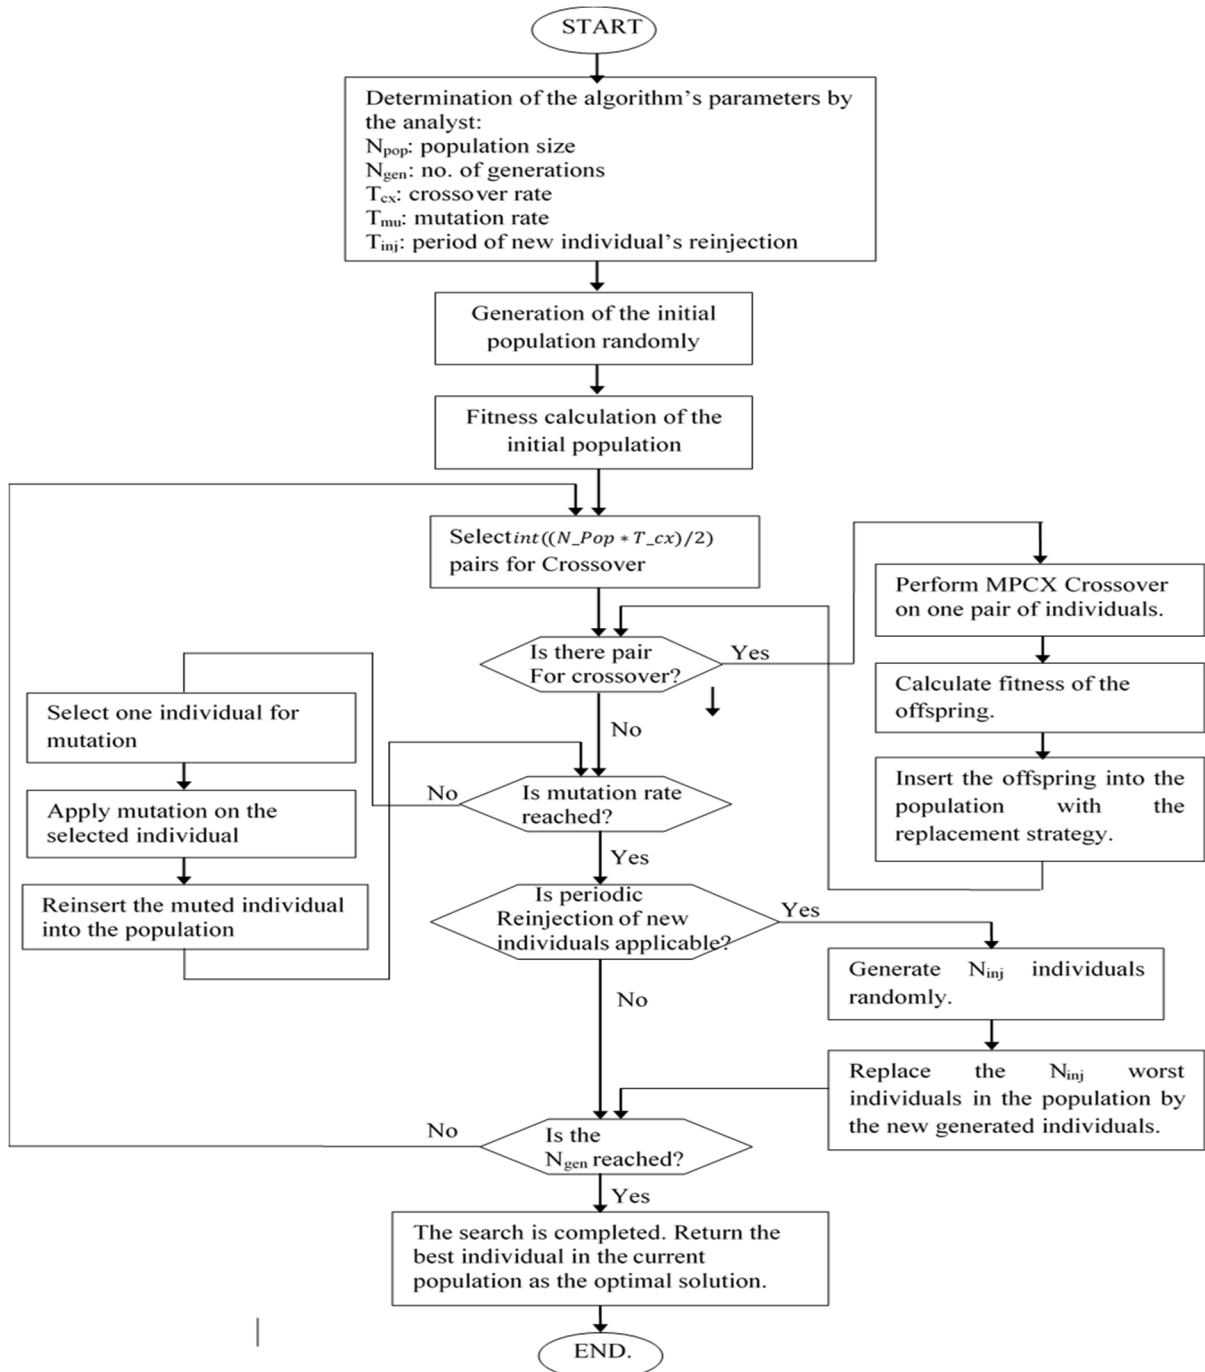 START
Determination of the algorithm's parameters by
the analyst:
Npop: population size
Ngen: no. of generations
Tcx: crossover rate
Tmu: mutation rate
Tinj: period of new individual's reinjection
Generation of the initial
population randomly
Fitness calculation of the
initial population
Select int((N_Pop * T_cx)/2)
pairs for Crossover
Is there pair
For crossover?
Yes
Perform MPCX Crossover
on one pair of individuals.
Calculate fitness of the
offspring.
Insert the offspring into the
population with the
replacement strategy.
No
Is mutation rate
reached?
No
Select one individual for
mutation
Apply mutation on the
selected individual
Reinsert the muted individual
into the population
Yes
Is periodic
Reinjection of new
individuals applicable?
Yes
Generate Ninj individuals
randomly.
Replace the Ninj worst
individuals in the population by
the new generated individuals.
No
Is the
Ngen reached?
No
Yes
The search is completed. Return the
best individual in the current
population as the optimal solution.
END.